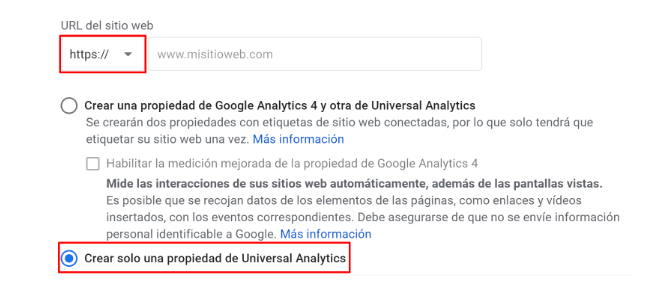 URL del sitio web
https:// www.misitioweb.com
Crear una propiedad de Google Analytics 4 y otra de Universal Analytics
Se crearán dos propiedades con etiquetas de sitio web conectadas, por lo que solo tendrá que
etiquetar su sitio web una vez. Más información
Habilitar la medición mejorada de la propiedad de Google Analytics 4
Mide las interacciones de sus sitios web automáticamente, además de las pantallas vistas.
Es posible que se recojan datos de los elementos de las páginas, como enlaces y vídeos
insertados, con los eventos correspondientes. Debe asegurarse de que no se envíe información
personal identificable a Google. Más información
Crear solo una propiedad de Universal Analytics